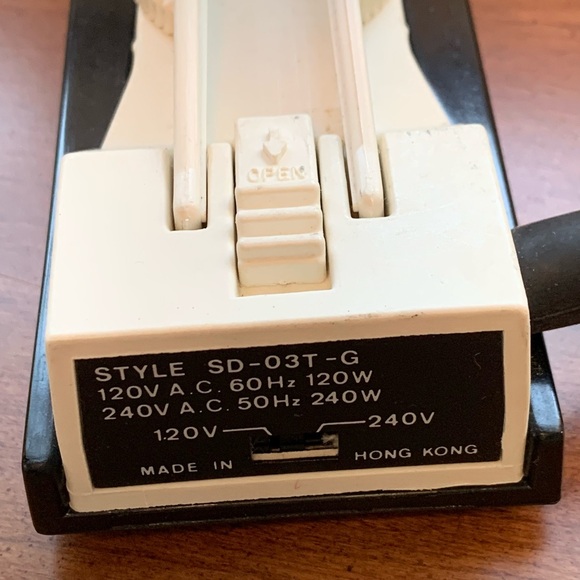 OPEN
STYLE SD-03T-G
120V A.C. 60Hz 120W
240V A.C. 50Hz 240W
120V 240V
MADE IN HONG KONG